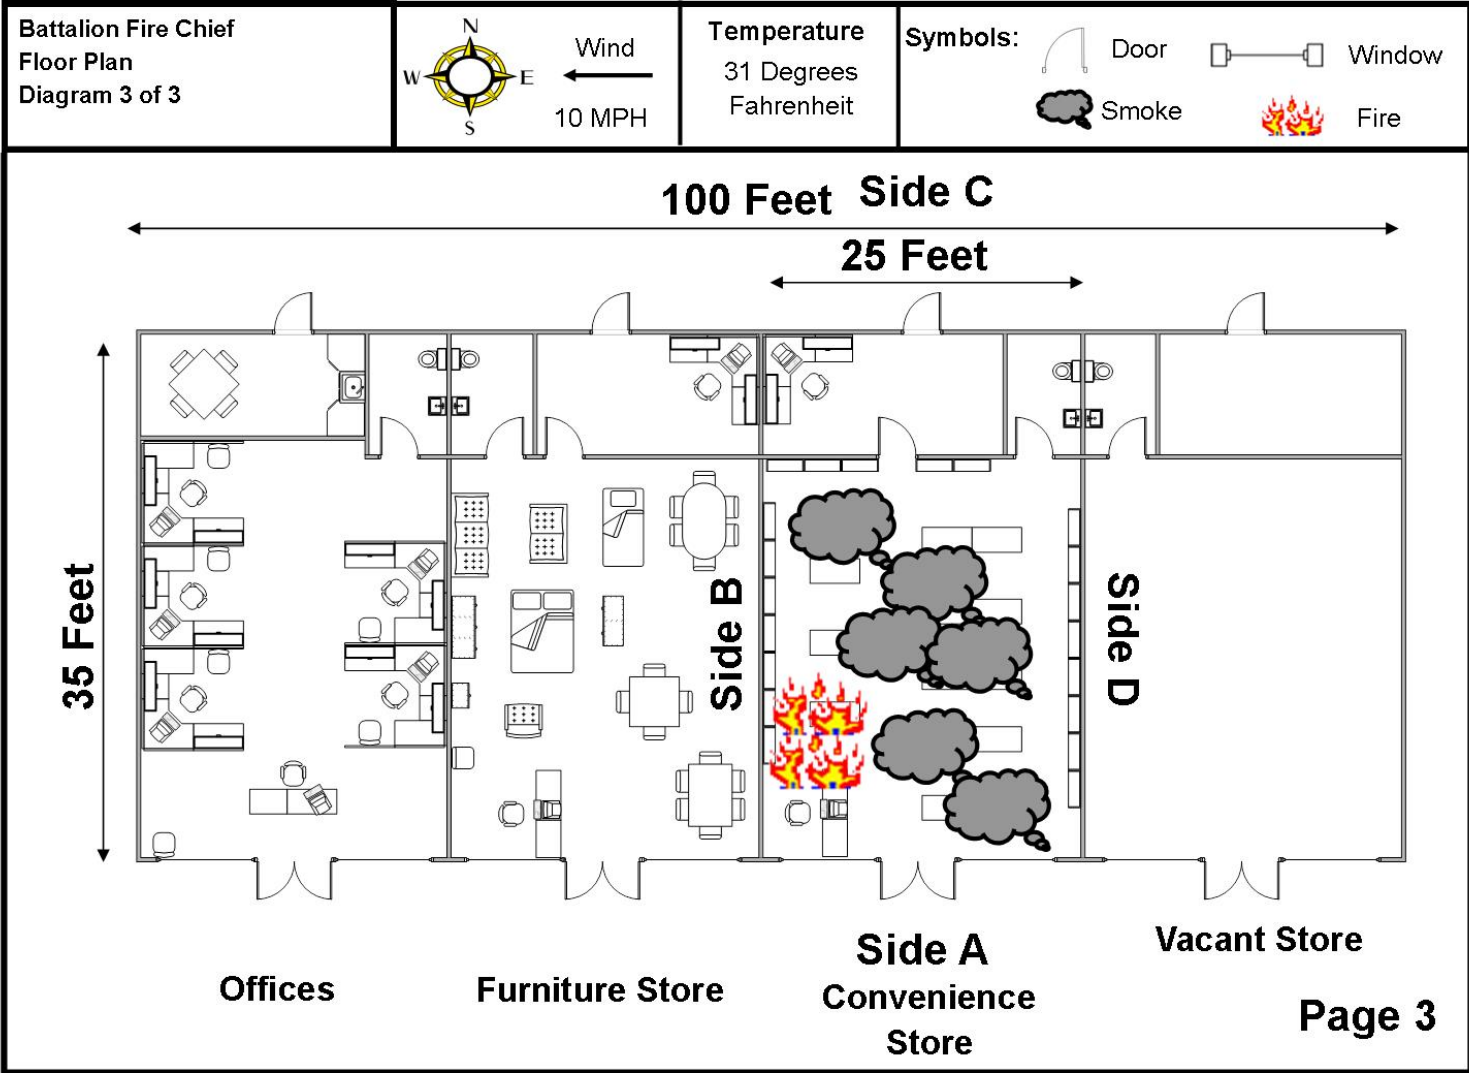 Battalion Fire Chief
Floor Plan
Diagram 3 of 3
N
W E
S
Wind
10 MPH
Temperature
31 Degrees
Fahrenheit
Symbols:
Door
Window
Smoke
Fire
100 Feet Side C
25 Feet
35 Feet
Side B
Side D
Side A
Offices
Furniture Store
Convenience
Store
Vacant Store
Page 3